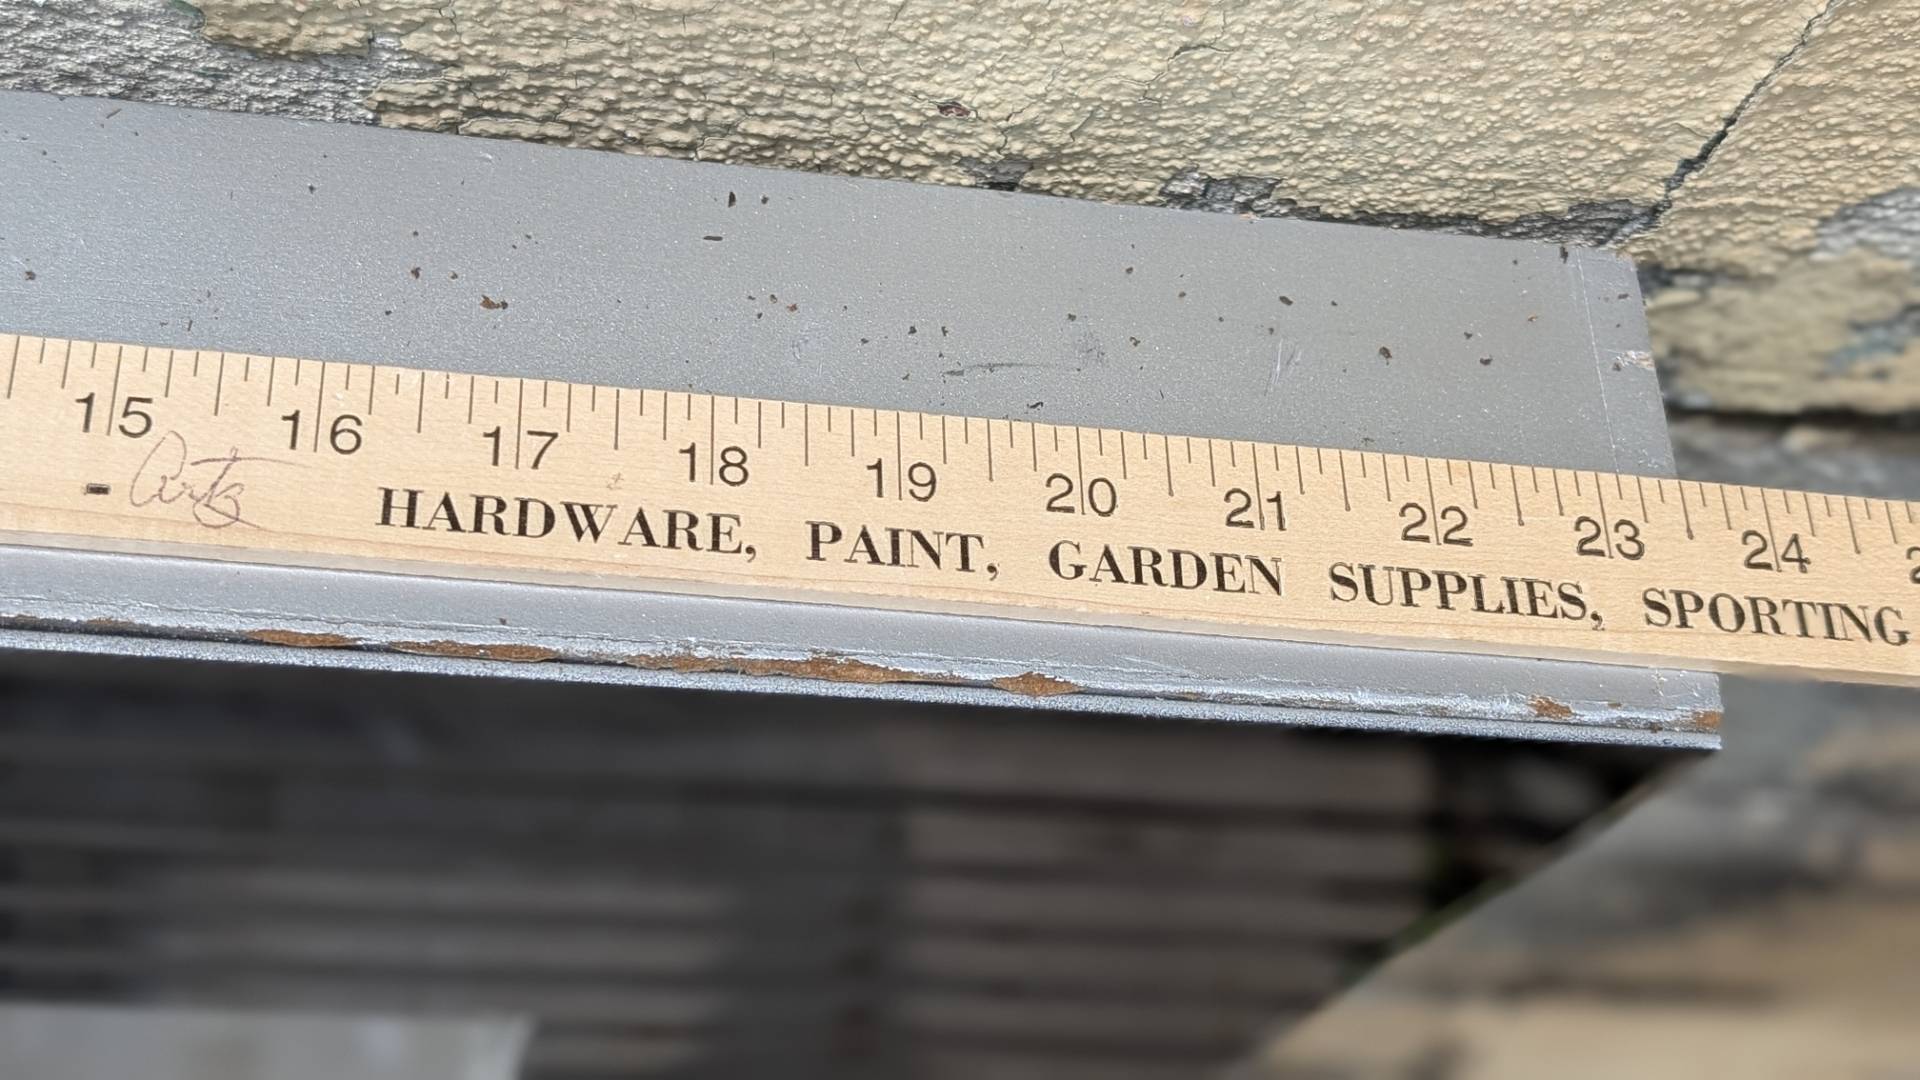 15 16 17 18 19 20 21 22 23 24
- HARDWARE, PAINT, GARDEN SUPPLIES, SPORTING